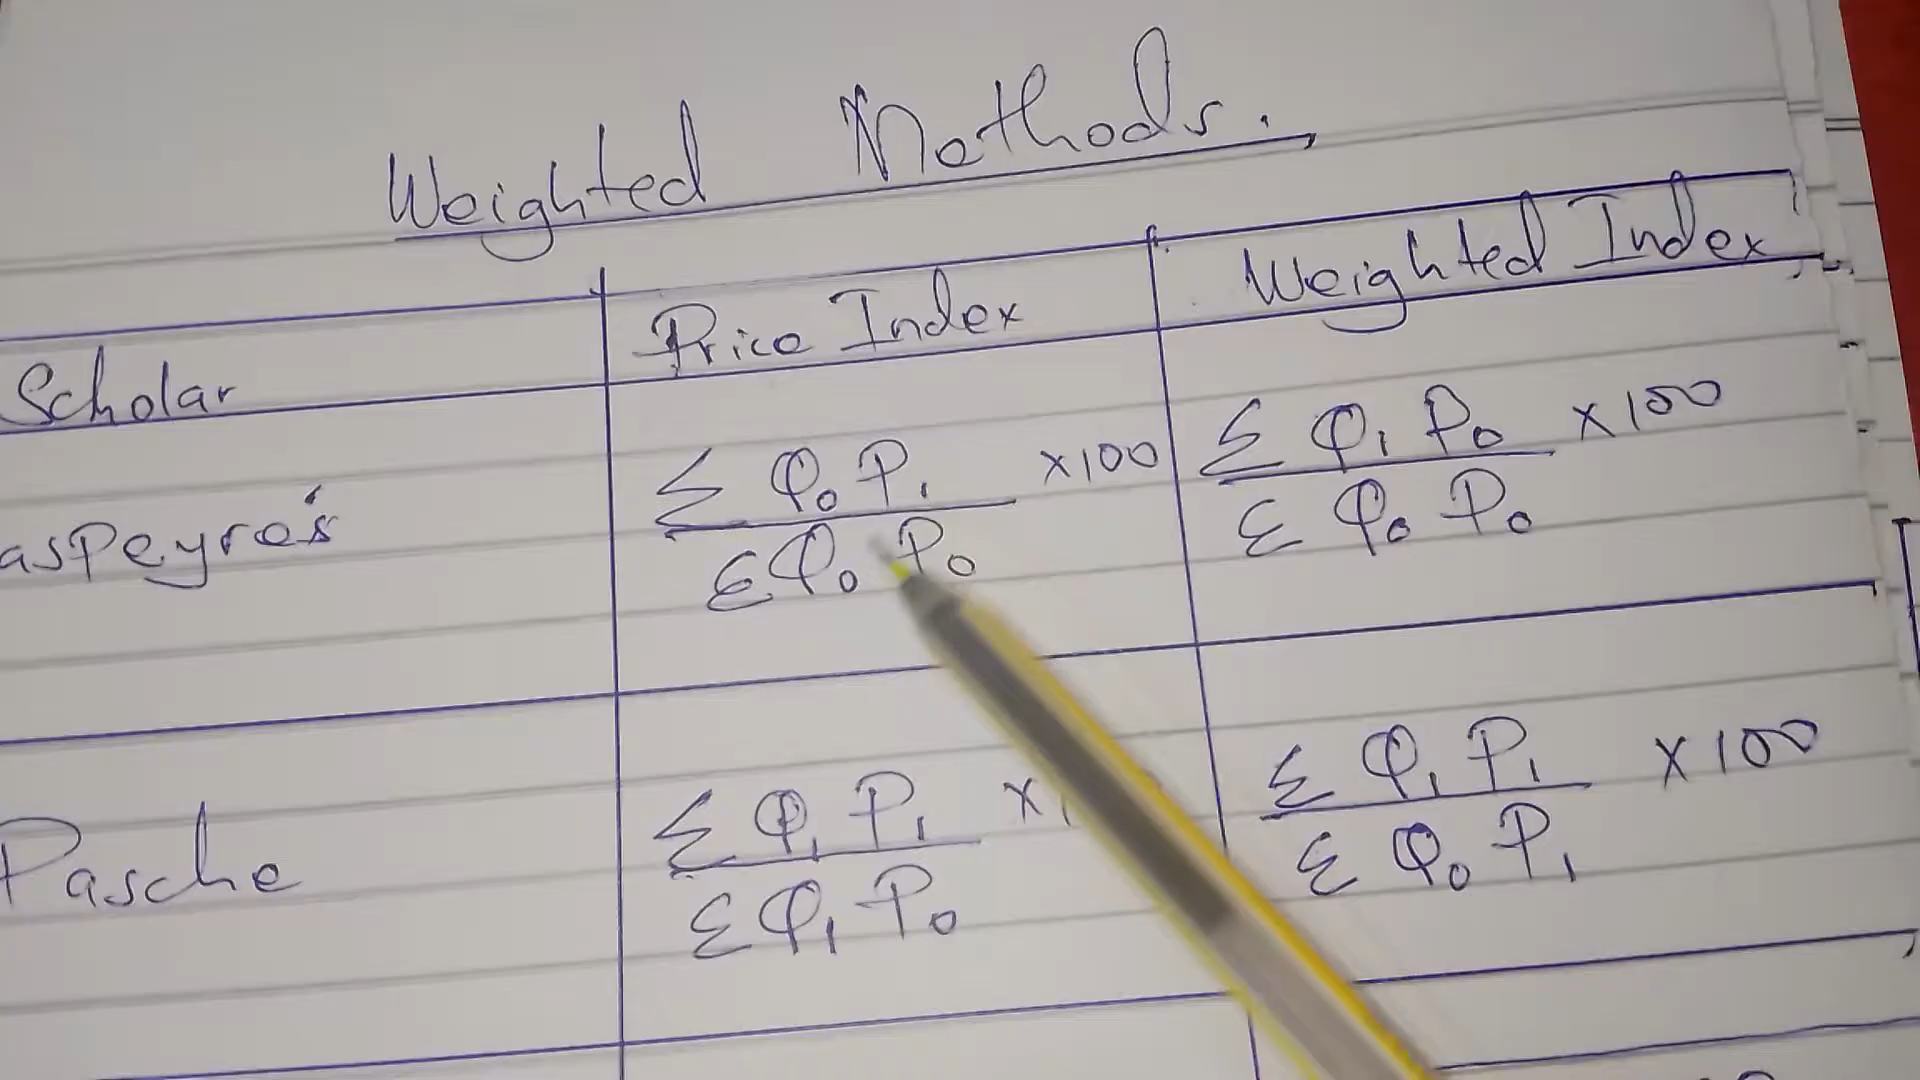 Weighted Methods.
Scholar Price Index Weighted Index
aspeyre's Σ Q₀ P₁ / Σ Q₀ P₀ x100 Σ Q₁ P₀ / Σ Q₀ P₀ x100
Pasche Σ Q₁ P₁ / Σ Q₁ P₀ x1 Σ Q₁ P₁ / Σ Q₀ P₁ x100